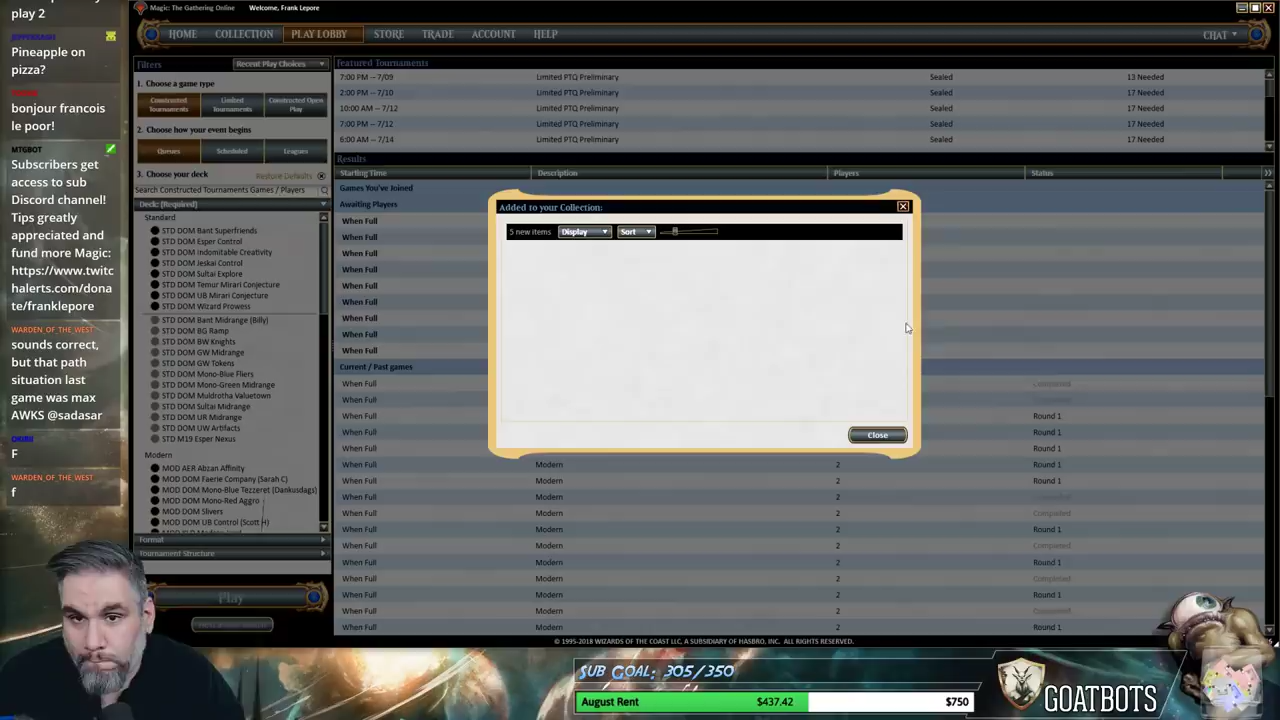 play 2
Pineapple on
pizza?
bonjour francois
le poor!
MTGBOT
Subscribers get
access to sub
Discord channel!
Tips greatly
appreciated and
fund more Magic:
https://www.twitc
halerts.com/dona
te/franklepore
WARDEN_OF_THE_WEST
sounds correct,
but that path
situation last
game was max
AWKS @sadasar
F
WARDEN_OF_THE_WEST
f
Magic: The Gathering Online Welcome, Frank Lepore
HOME COLLECTION PLAY LOBBY STORE TRADE ACCOUNT HELP CHAT
Filters Recent Play Choices
1. Choose a game type
Constructed Tournaments Limited Tournaments Constructed Open Play
2. Choose how your event begins
Queues Scheduled Leagues
3. Choose your deck Restore Defaults
Search Constructed Tournaments Games / Players
Deck: [Required]
Standard
STD DOM Bant Superfriends
STD DOM Esper Control
STD DOM Indomitable Creativity
STD DOM Jeskai Control
STD DOM Sultai Explore
STD DOM Temur Mirari Conjecture
STD DOM UB Mirari Conjecture
STD DOM Wizard Prowess
STD DOM Bant Midrange (Billy)
STD DOM BG Ramp
STD DOM BW Knights
STD DOM GW Midrange
STD DOM GW Tokens
STD DOM Mono-Blue Fliers
STD DOM Mono-Green Midrange
STD DOM Muldrotha Valuetown
STD DOM Sultai Midrange
STD DOM UR Midrange
STD DOM UW Artifacts
STD M19 Esper Nexus
Modern
MOD AER Abzan Affinity
MOD DOM Faerie Company (Sarah C)
MOD DOM Mono-Blue Tezzeret (Dankusdags)
MOD DOM Mono-Red Aggro
MOD DOM Slivers
MOD DOM UB Control (Scott H)
Format
Tournament Structure
Play
Featured Tournaments
7:00 PM -- 7/09 Limited PTQ Preliminary Sealed 13 Needed
2:00 PM -- 7/10 Limited PTQ Preliminary Sealed 17 Needed
10:00 AM -- 7/12 Limited PTQ Preliminary Sealed 17 Needed
7:00 PM -- 7/12 Limited PTQ Preliminary Sealed 17 Needed
6:00 AM -- 7/14 Limited PTQ Preliminary Sealed 17 Needed
Results
Starting Time Description Players Status
Games You've Joined
Awaiting Players
When Full
When Full
When Full
When Full
When Full
When Full
When Full
When Full
When Full
Current / Past games
When Full Completed
When Full
When Full Round 1
When Full Round 1
When Full Round 1
When Full Modern 2 Round 1
When Full Modern 2 Round 1
When Full Modern 2 Completed
When Full Modern 2 Completed
When Full Modern 2 Round 1
When Full Modern 2 Completed
When Full Modern 2 Round 1
When Full Modern 2 Completed
When Full Modern 2 Round 1
When Full Modern 2 Completed
When Full Modern 2 Round 1
Added to your Collection:
5 new items Display Sort
Close
© 1995-2018 WIZARDS OF THE COAST LLC, A SUBSIDIARY OF HASBRO, INC. ALL RIGHTS RESERVED.
SUB GOAL: 305/350
August Rent $437.42 $750
GOATBOTS